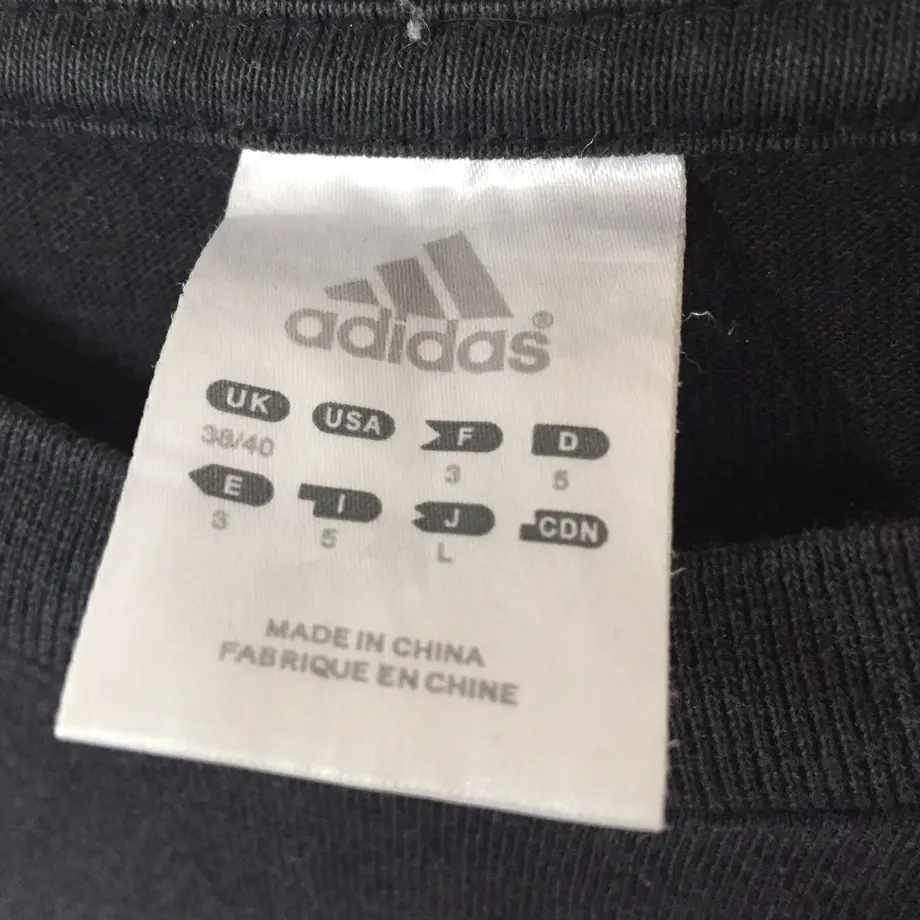 adidas®
UK USA F D
38/40 3 5
E I J CDN
3 5 L
MADE IN CHINA
FABRIQUE EN CHINE